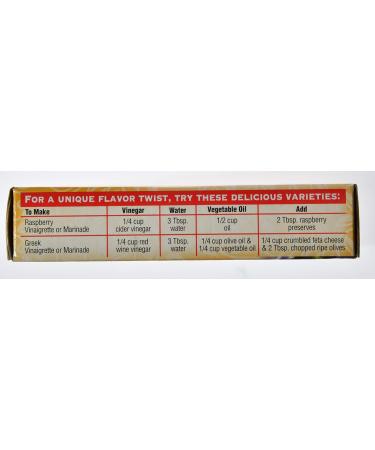 FOR A UNIQUE FLAVOR TWIST, TRY THESE DELICIOUS VARIETIES:
To Make Vinegar Water Vegetable Oil Add
Raspberry 1/4 cup 3 Tbsp. 1/2 cup 2 Tbsp. raspberry
Vinaigrette or Marinade cider vinegar water oil preserves
Greek 1/4 cup red 3 Tbsp. 1/4 cup olive oil & 1/4 cup crumbled feta cheese
Vinaigrette or Marinade wine vinegar water 1/4 cup vegetable oil & 2 Tbsp. chopped ripe olives